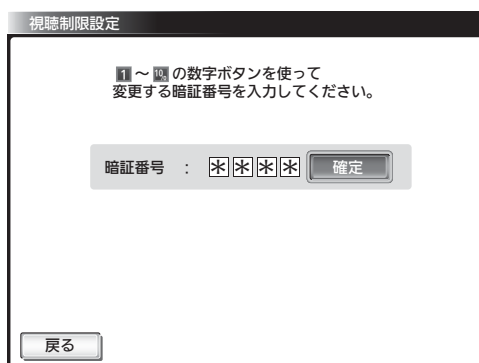 視聴制限設定
1 ~ 10 の数字ボタンを使って
変更する暗証番号を入力してください。
暗証番号 : ＊＊＊＊ 確定
戻る